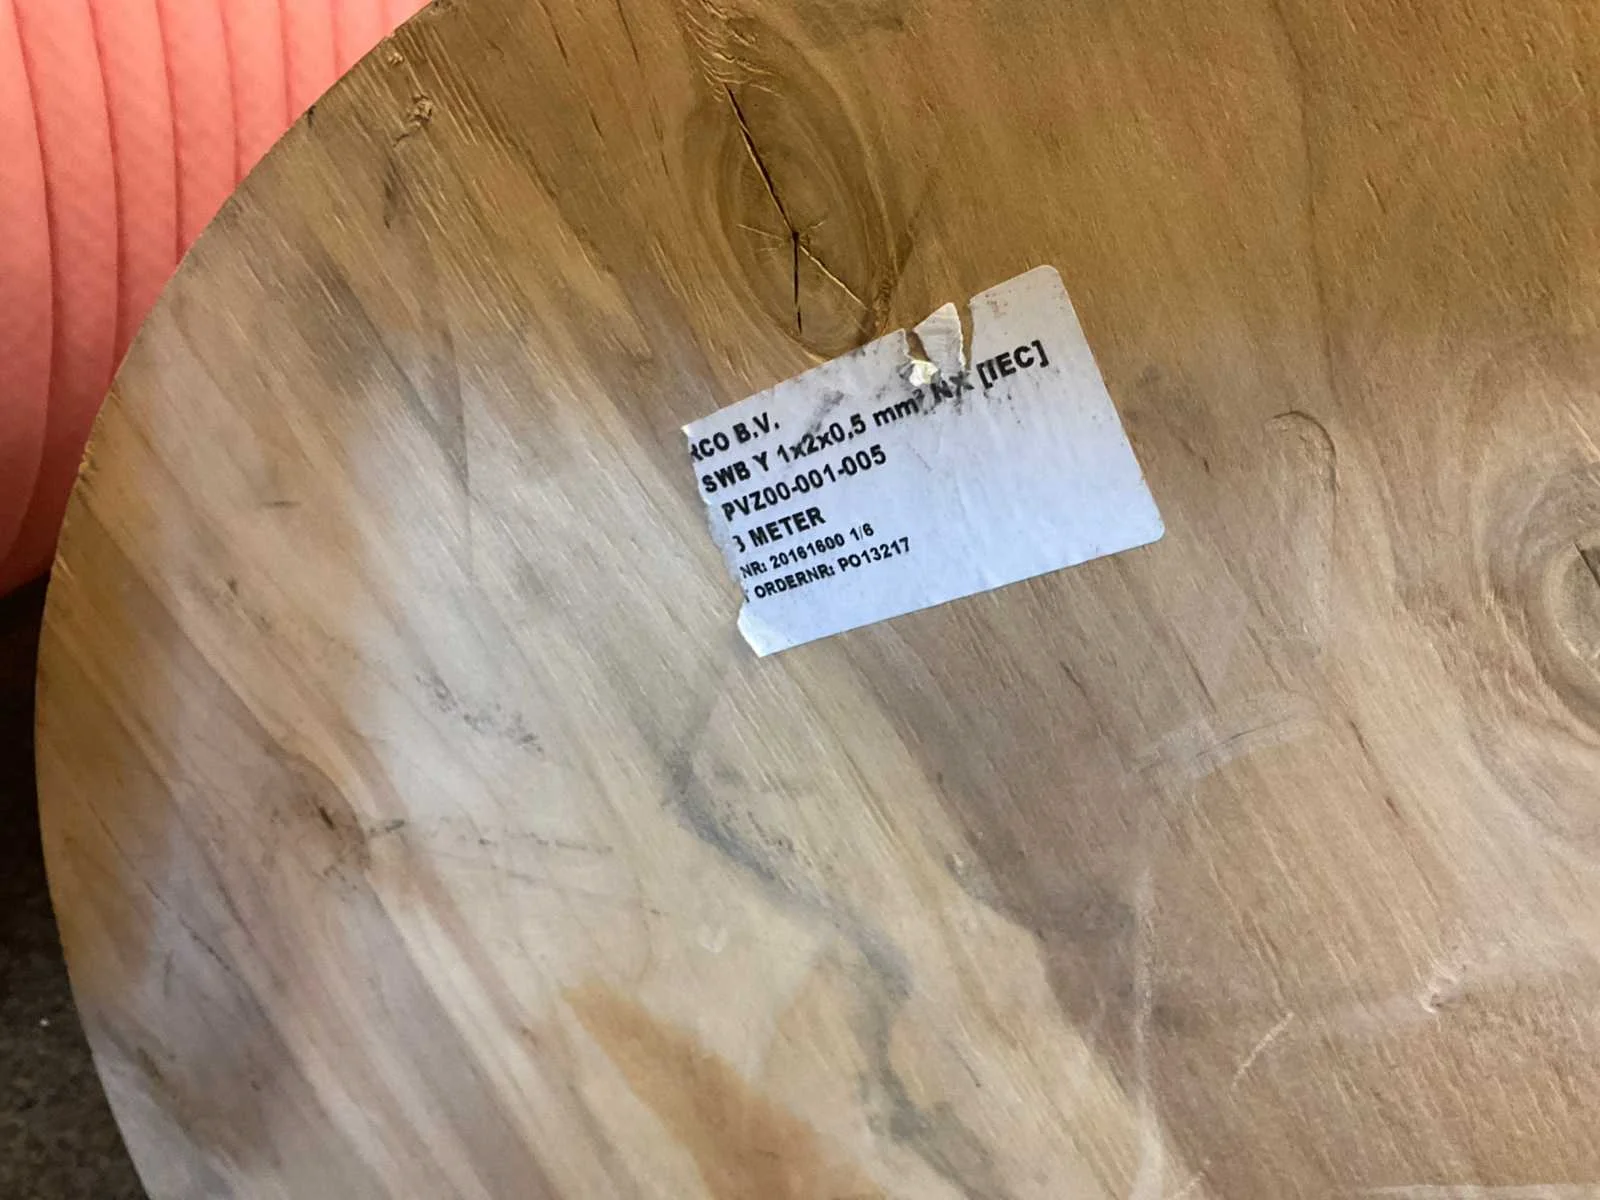 RCO B.V.
SWB Y 1x2x0,5 mm² NX [IEC]
PVZ00-001-005
METER
NR: 20161600 1/6
ORDERNR: PO13217